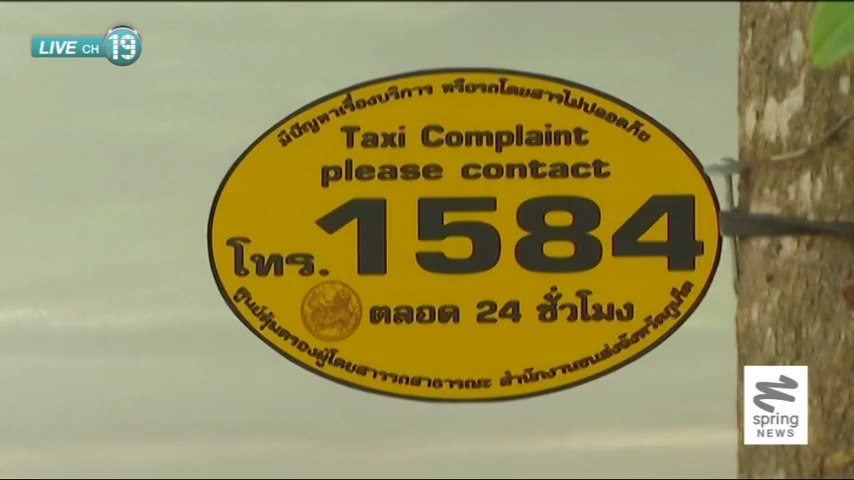 LIVE CH 19
มีปัญหาเรื่องบริการ หรือรถโดยสารไม่ปลอดภัย
Taxi Complaint
please contact
โทร. 1584
ตลอด 24 ชั่วโมง
ศูนย์คุ้มครองผู้โดยสารรถสาธารณะ สำนักงานขนส่งจังหวัดภูเก็ต
spring
NEWS